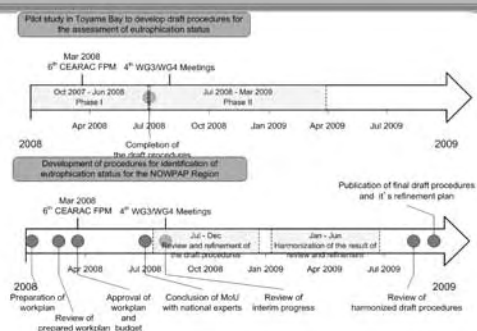 Pilot study in Toyama Bay to develop draft procedures for
the assessment of eutrophication status
Mar 2008
6th CEARAC FPM
4th WG3/WG4 Meetings
Oct 2007 - Jun 2008
Phase I
Jul 2008 - Mar 2009
Phase II
Apr 2008
Jul 2008
Oct 2008
Jan 2009
Apr 2009
Jul 2009
2008
2009
Completion of
the draft procedures
Development of procedures for identification of
eutrophication status for the NOWPAP Region
Publication of final draft procedures
and it's refinement plan
Mar 2008
6th CEARAC FPM
4th WG3/WG4 Meetings
Jul - Dec
Review and refinement of
the draft procedures
Jan - Jun
Harmonization of the result of
review and refinement
Apr 2008
Jul 2008
Oct 2008
Jan 2009
Apr 2009
Jul 2009
2008
2009
Preparation of
workplan
Review of
prepared workplan
Approval of
workplan
and
budget
Conclusion of MoU
with national experts
Review of
interim progress
Review of
harmonized draft procedures